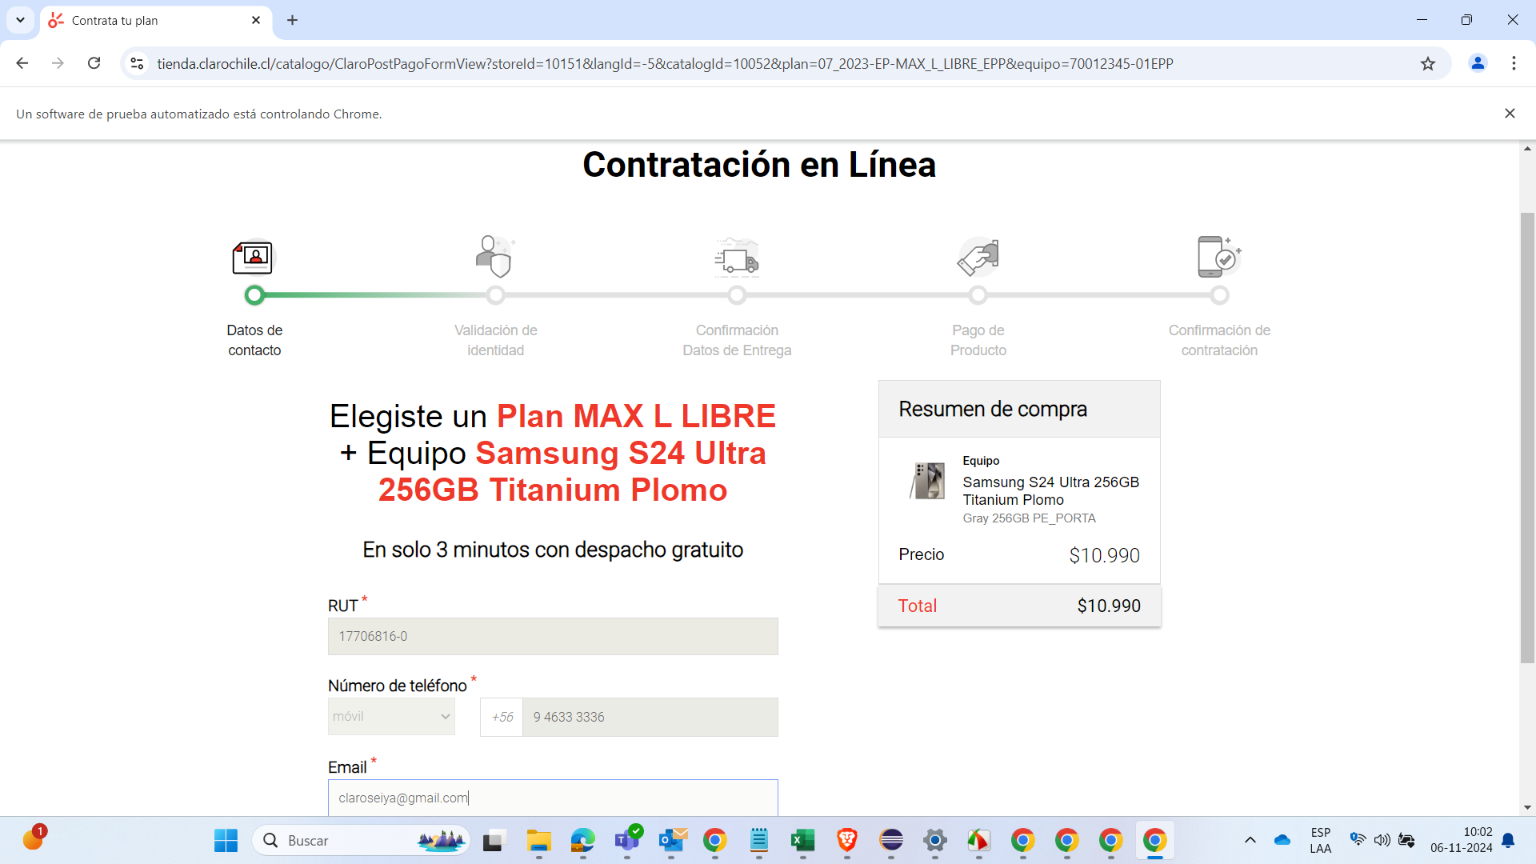 Contrata tu plan
tienda.clarochile.cl/catalogo/ClaroPostPagoFormView?storeId=10151&langId=-5&catalogId=10052&plan=07_2023-EP-MAX_L_LIBRE_EPP&equipo=70012345-01EPP
Un software de prueba automatizado está controlando Chrome.
Contratación en Línea
Datos de
contacto
Validación de
identidad
Confirmación
Datos de Entrega
Pago de
Producto
Confirmación de
contratación
Elegiste un Plan MAX L LIBRE
+ Equipo Samsung S24 Ultra
256GB Titanium Plomo
En solo 3 minutos con despacho gratuito
RUT *
17706816-0
Número de teléfono *
móvil
+56
9 4633 3336
Email *
claroseiya@gmail.com
Resumen de compra
Equipo
Samsung S24 Ultra 256GB
Titanium Plomo
Gray 256GB PE_PORTA
Precio $10.990
Total $10.990
1
Buscar
ESP
LAA
10:02
06-11-2024